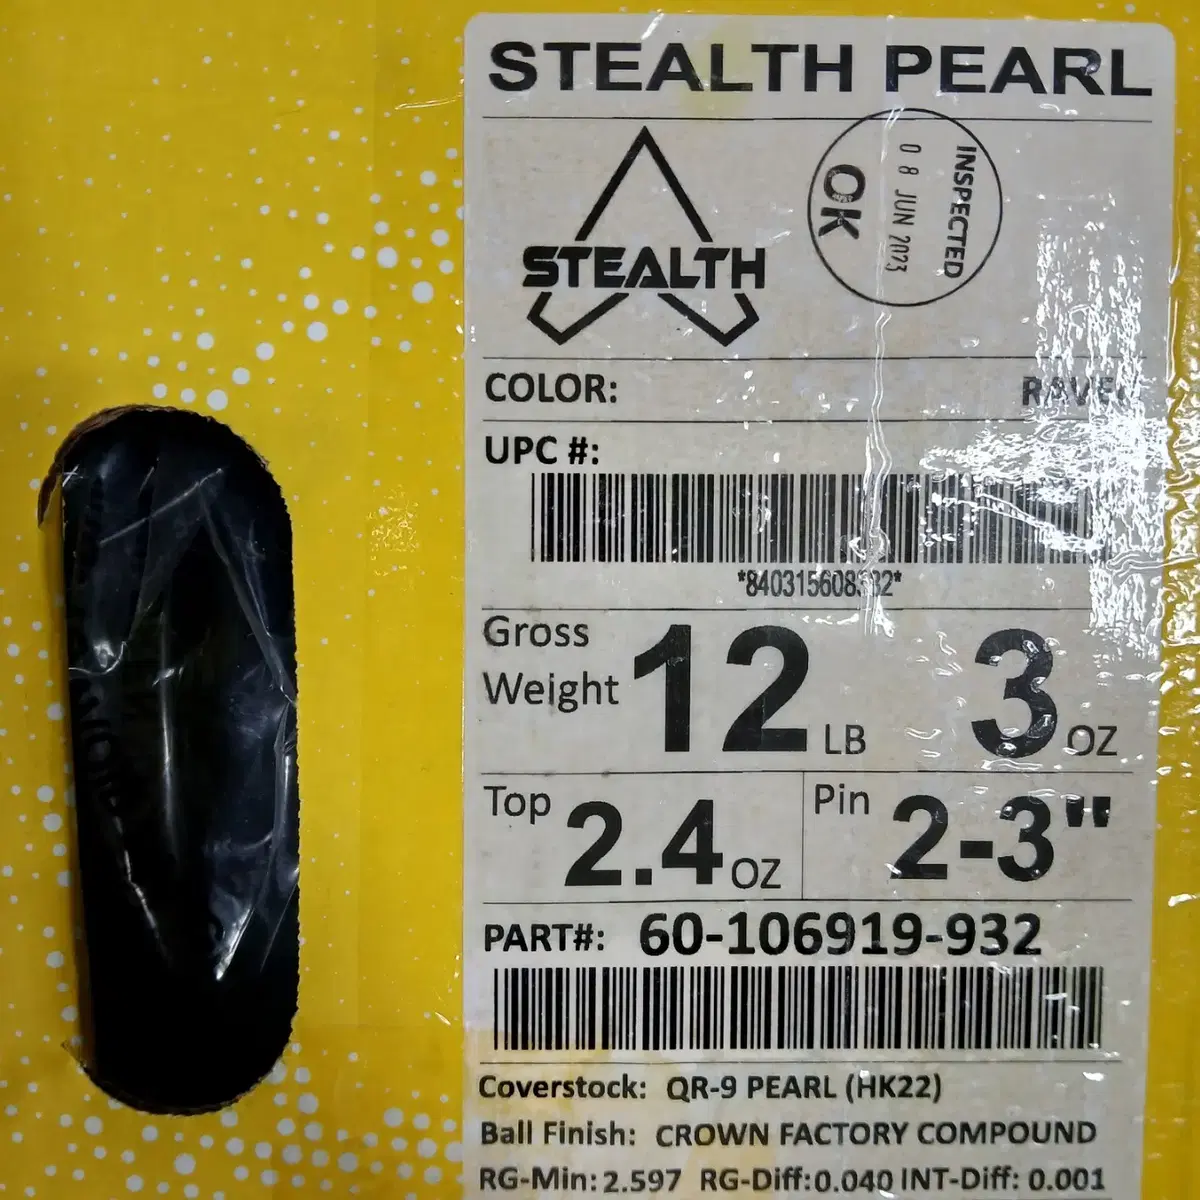 STEALTH PEARL
STEALTH
INSPECTED
08 JUN 2023
OK
COLOR:
UPC #:
Gross
Weight 12 LB 3 OZ
Top 2.4 OZ
Pin 2-3"
PART#: 60-106919-932
Coverstock: QR-9 PEARL (HK22)
Ball Finish: CROWN FACTORY COMPOUND
RG-Min: 2.597 RG-Diff:0.040 INT-Diff: 0.001